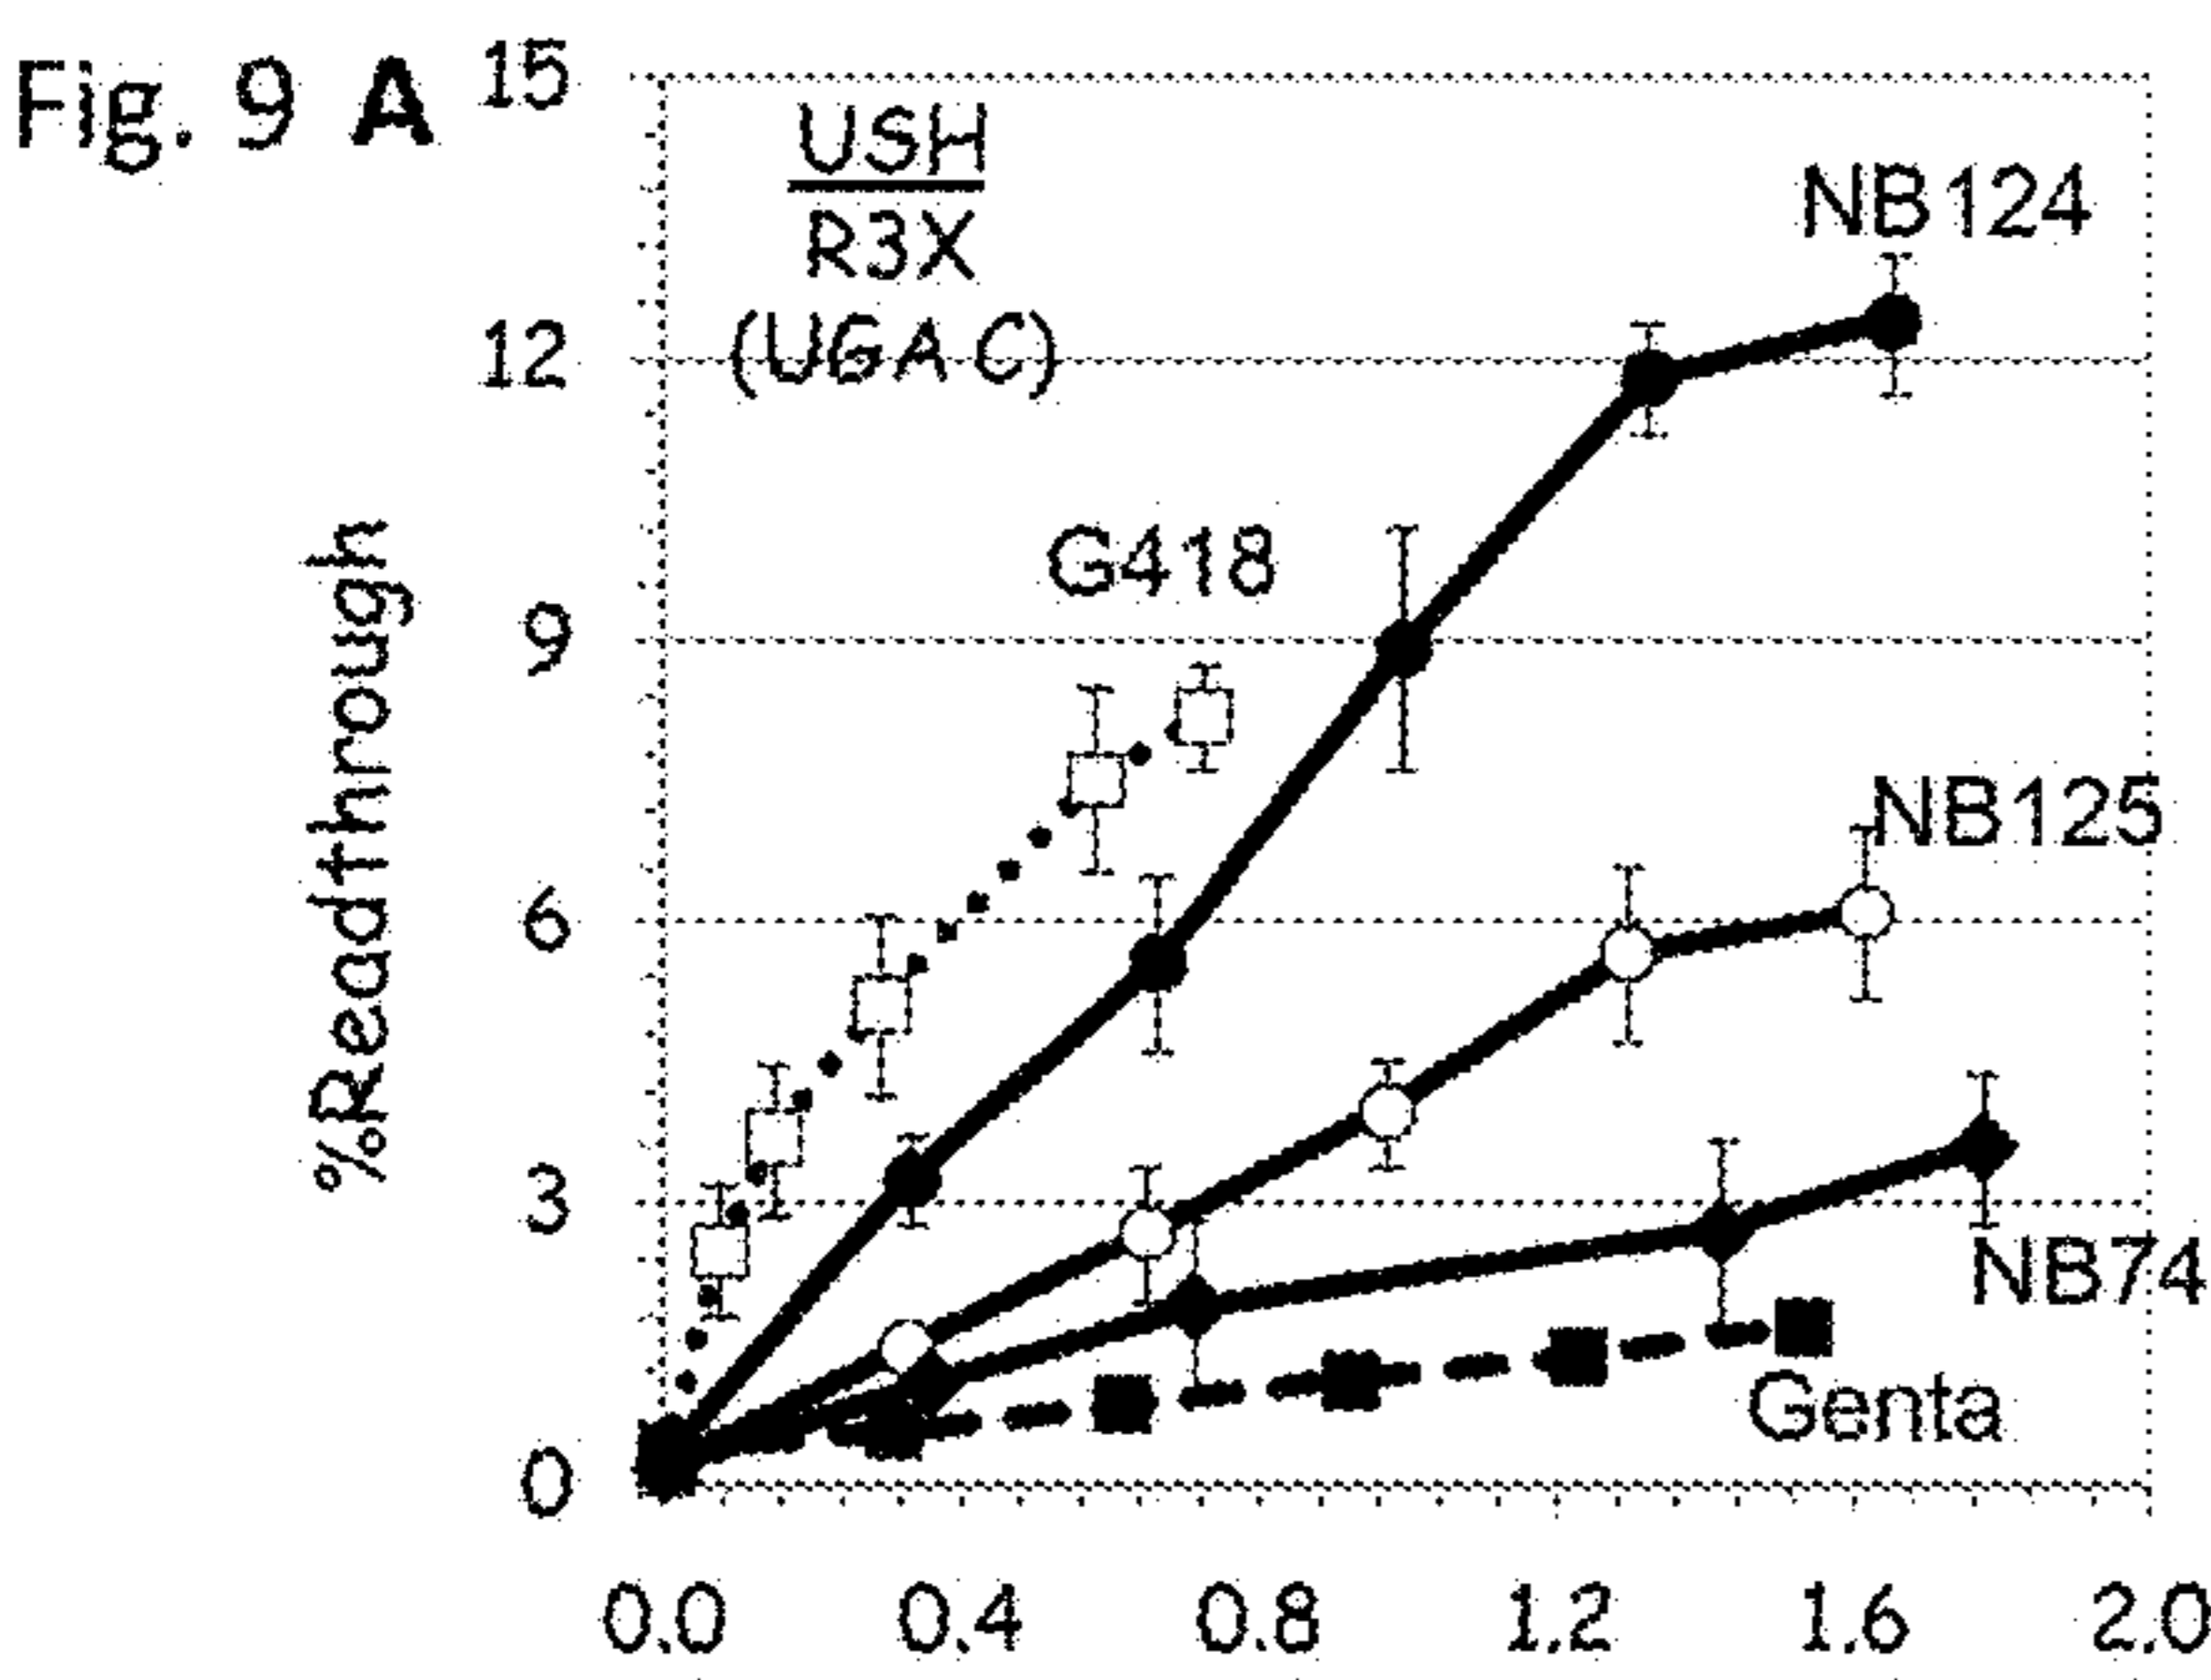 Fig. 9 A
15
USH
R3X
(UGA C)
NB124
12
G418
9
%Readthrough
NB125
6
3
NB74
Genta
0
0.0 0.4 0.8 1.2 1.6 2.0